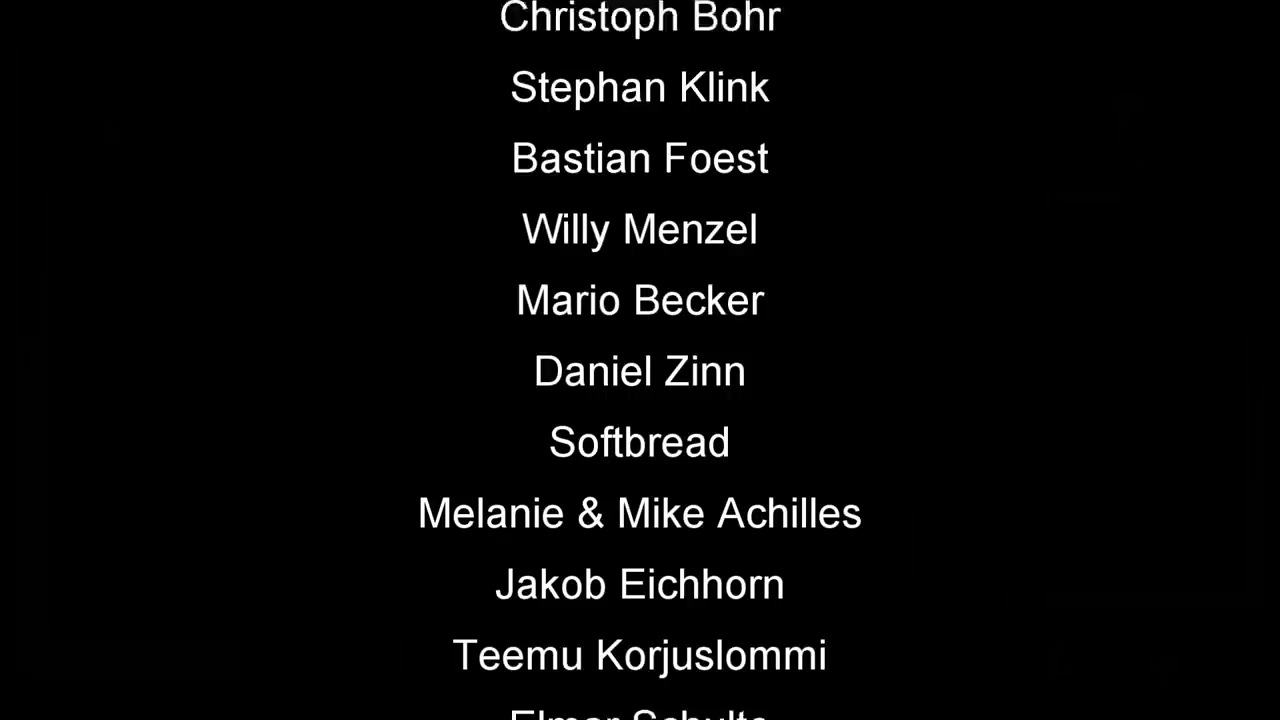 Christoph Bohr
Stephan Klink
Bastian Foest
Willy Menzel
Mario Becker
Daniel Zinn
Softbread
Melanie & Mike Achilles
Jakob Eichhorn
Teemu Korjuslommi